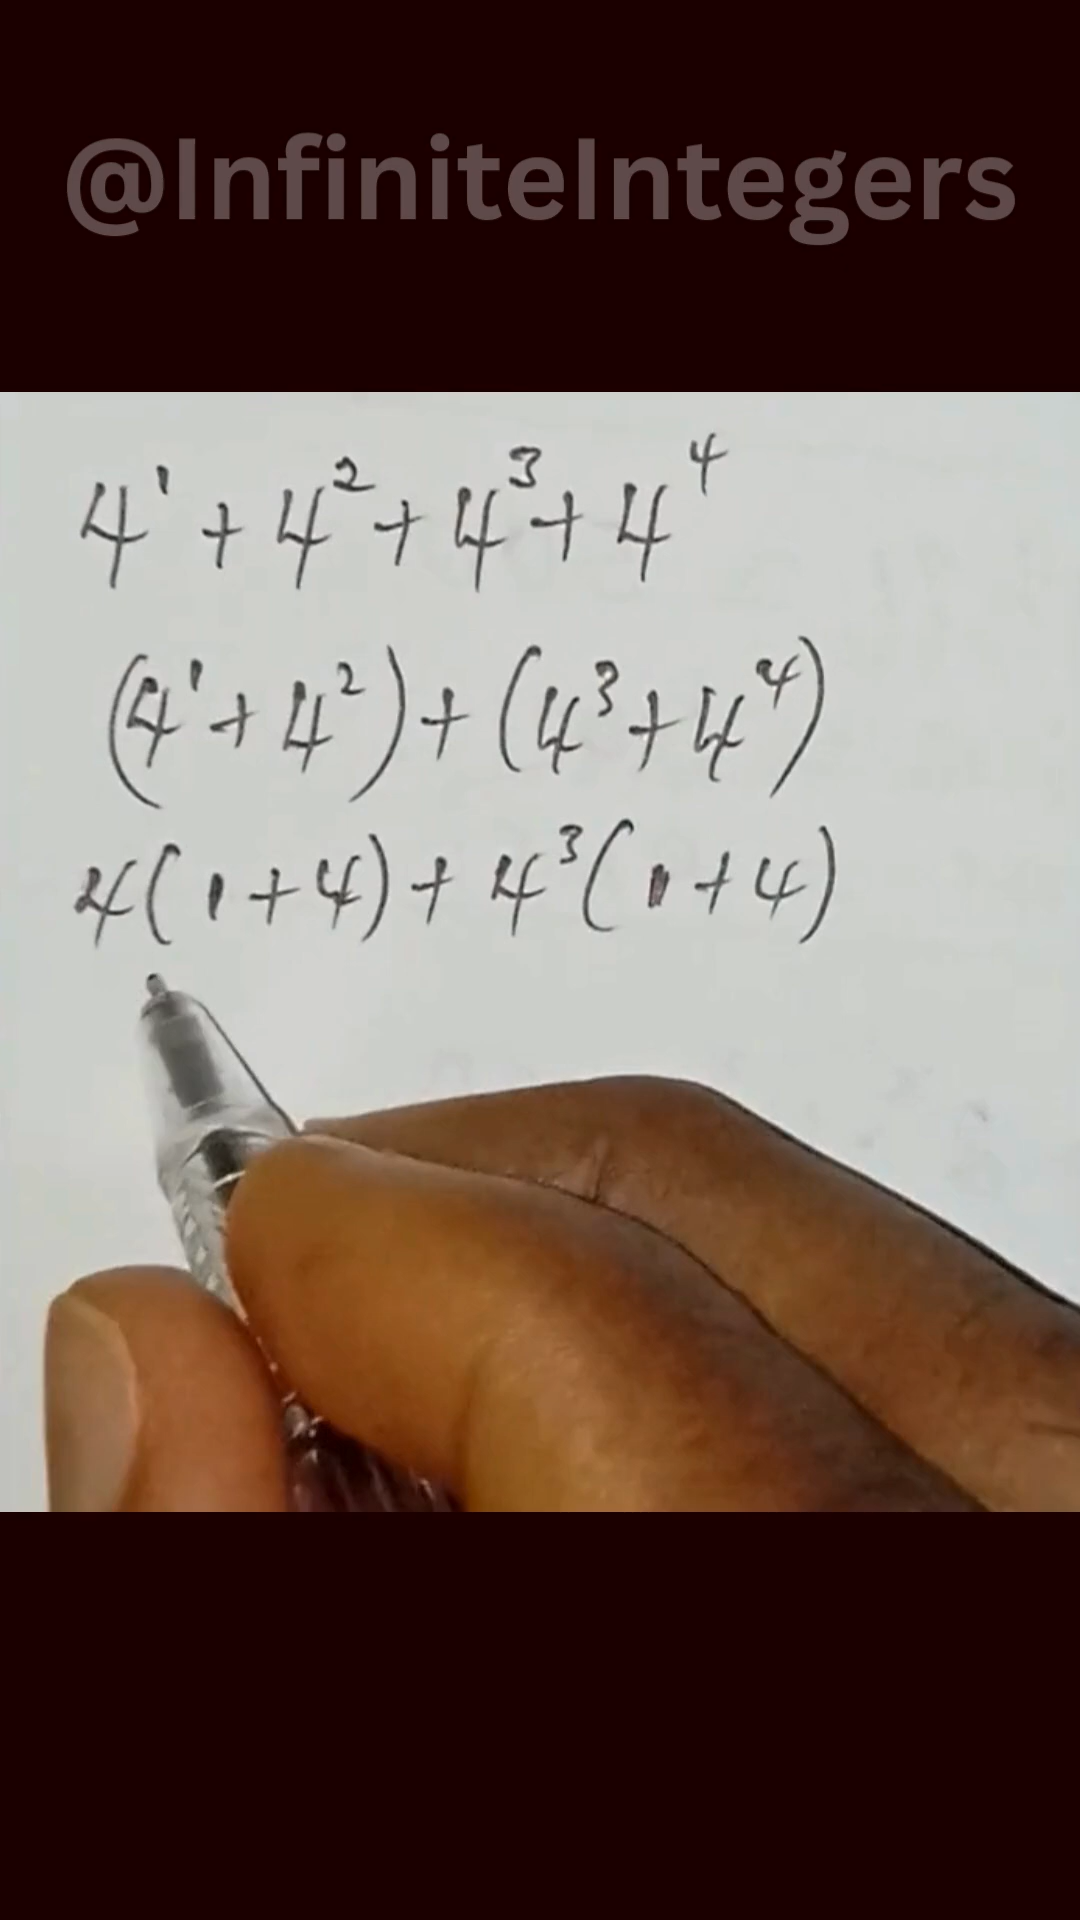 @InfiniteIntegers
4¹ + 4² + 4³ + 4⁴
(4¹ + 4²) + (4³ + 4⁴)
4(1 + 4) + 4³(1 + 4)